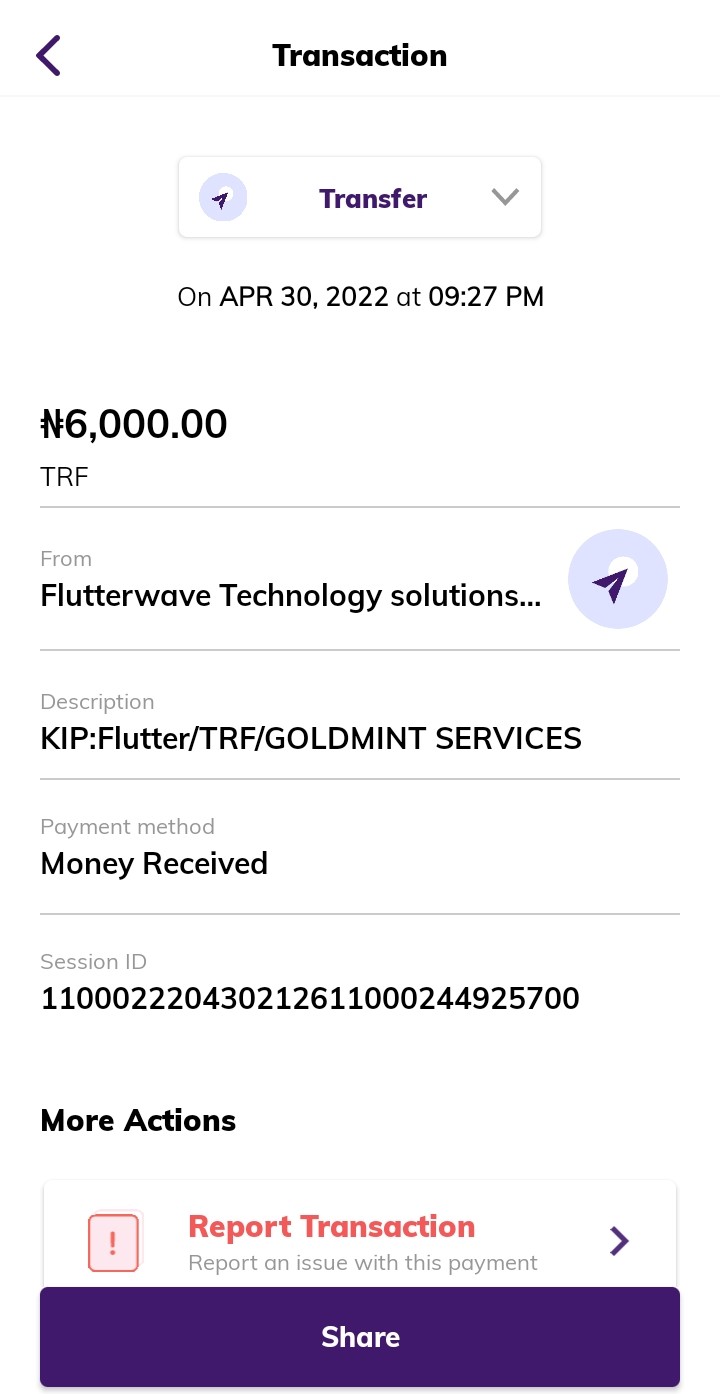 Transaction
Transfer
On APR 30, 2022 at 09:27 PM
₦6,000.00
TRF
From
Flutterwave Technology solutions...
Description
KIP:Flutter/TRF/GOLDMINT SERVICES
Payment method
Money Received
Session ID
110002220430212611000244925700
More Actions
!
Report Transaction
Report an issue with this payment
Share